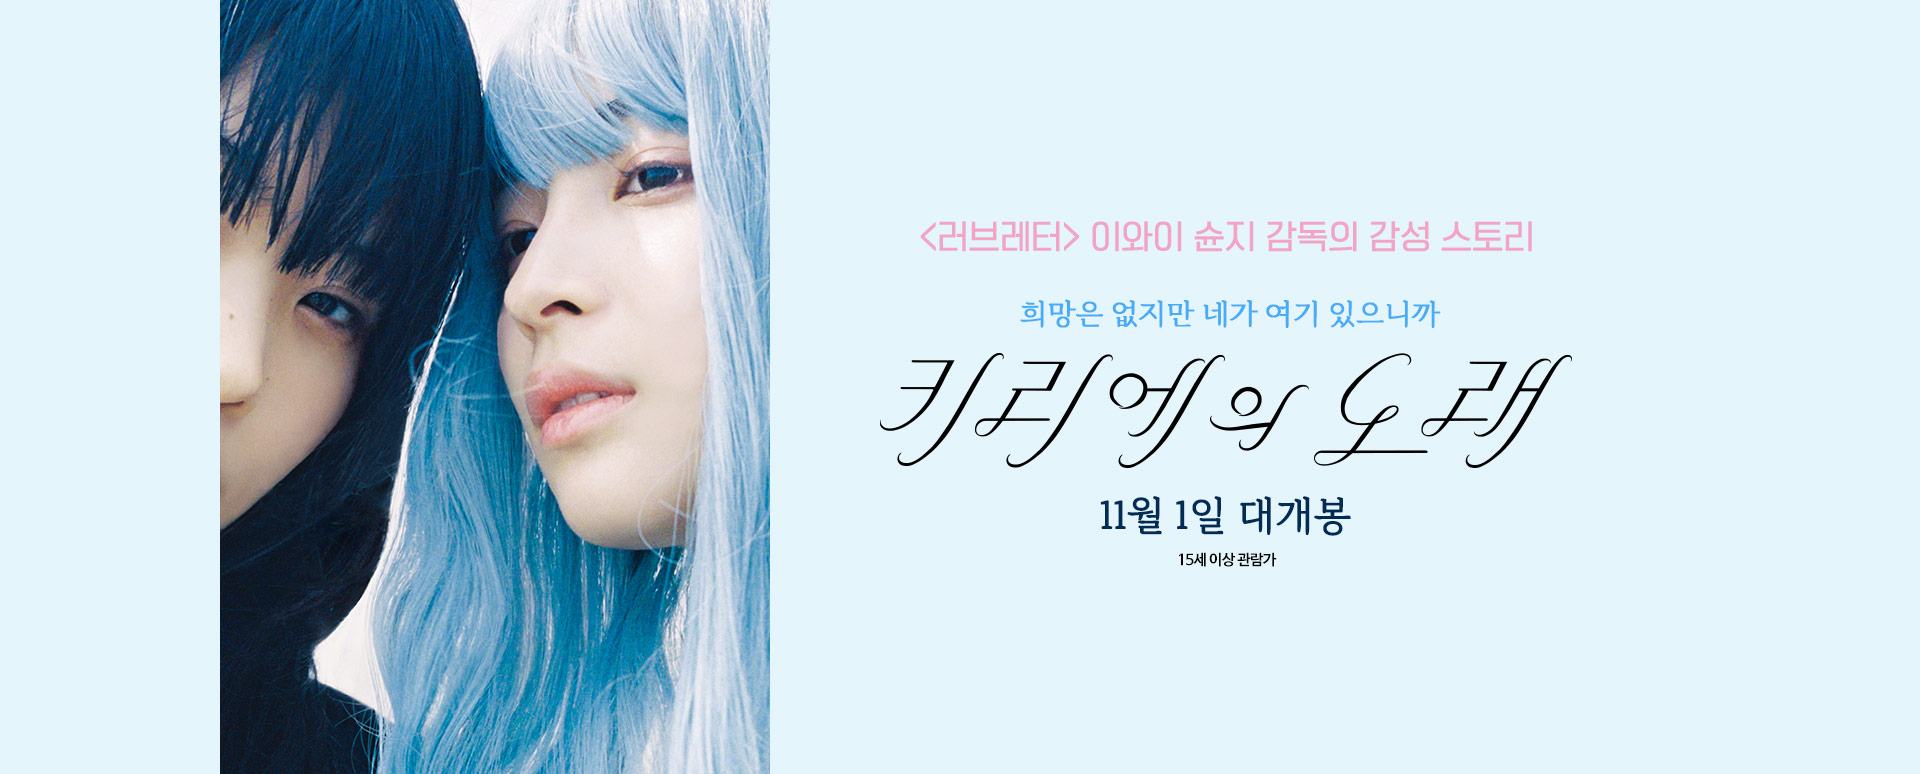 <러브레터> 이와이 슌지 감독의 감성 스토리
희망은 없지만 네가 여기 있으니까
키리에의 노래
11월 1일 대개봉
15세 이상 관람가